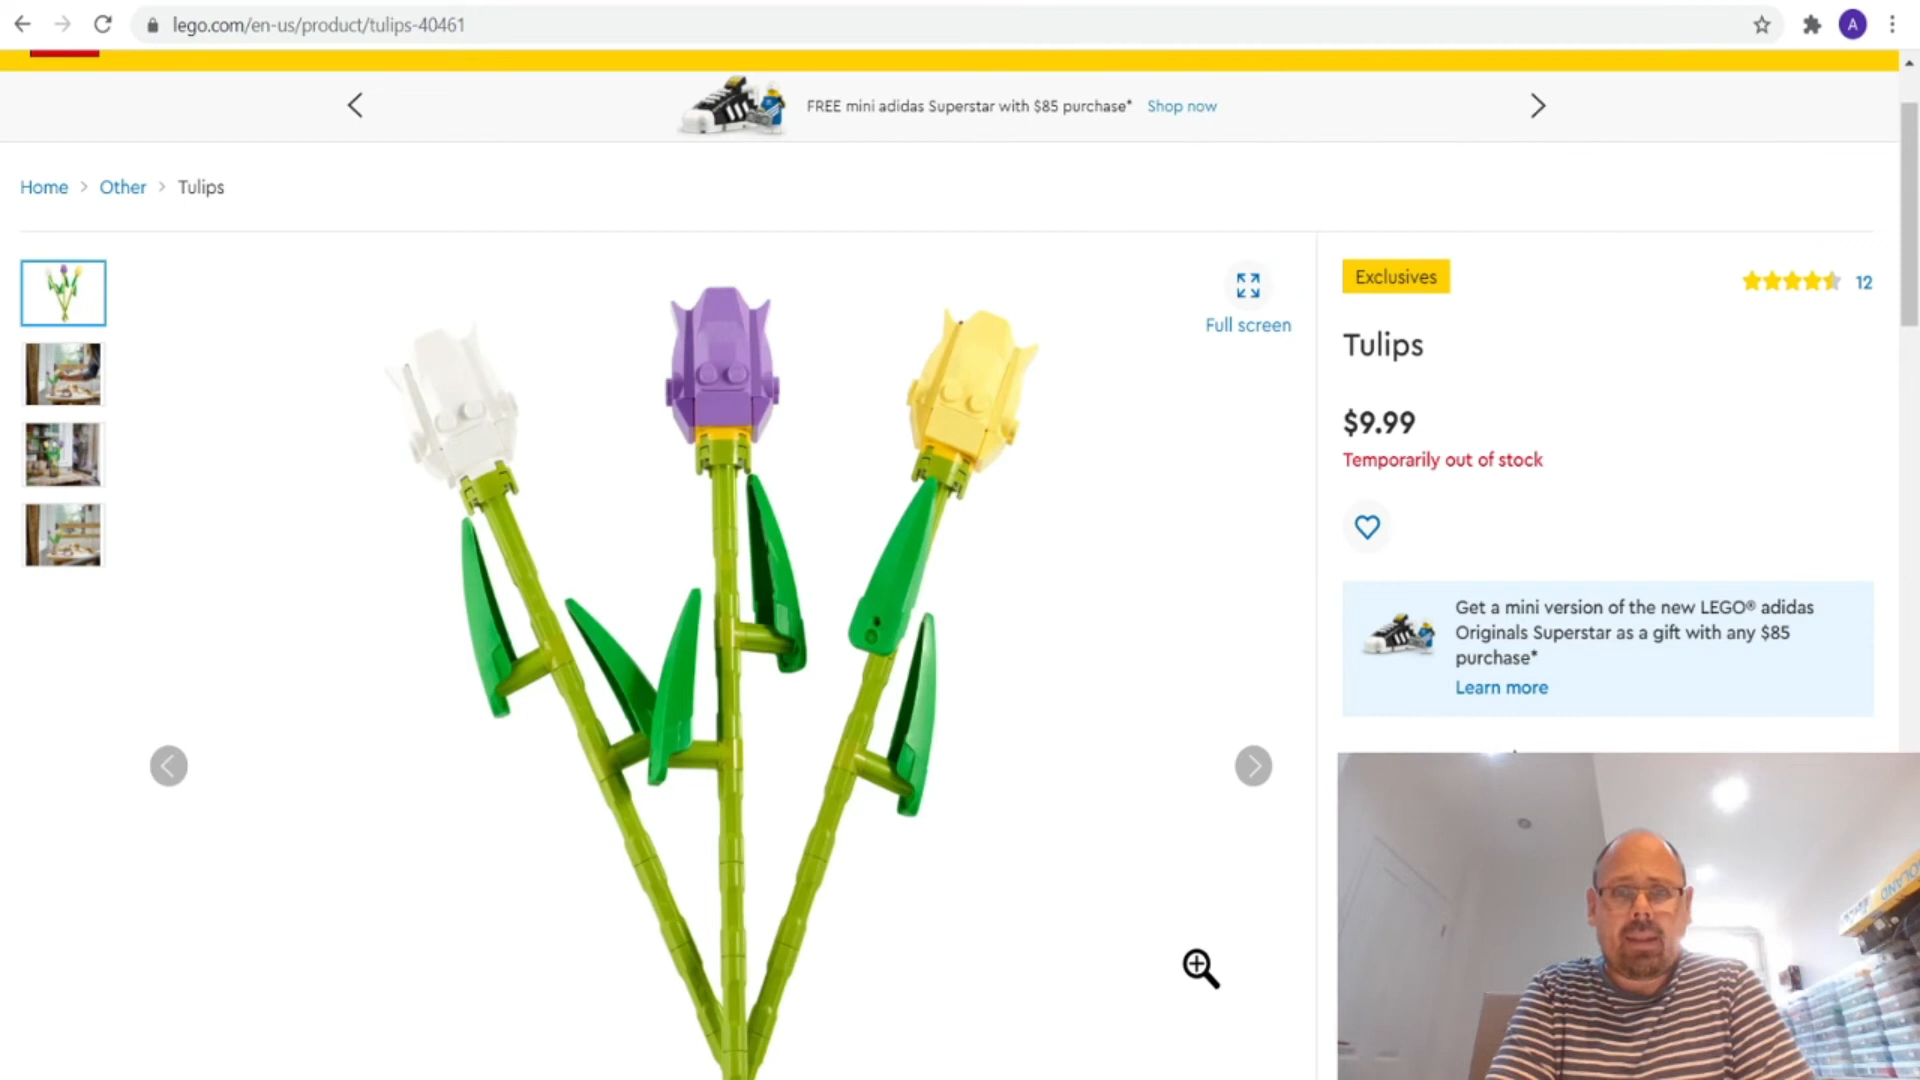 lego.com/en-us/product/tulips-40461
A
FREE mini adidas Superstar with $85 purchase* Shop now
Home > Other > Tulips
Full screen
Exclusives
12
Tulips
$9.99
Temporarily out of stock
Get a mini version of the new LEGO® adidas
Originals Superstar as a gift with any $85
purchase*
Learn more